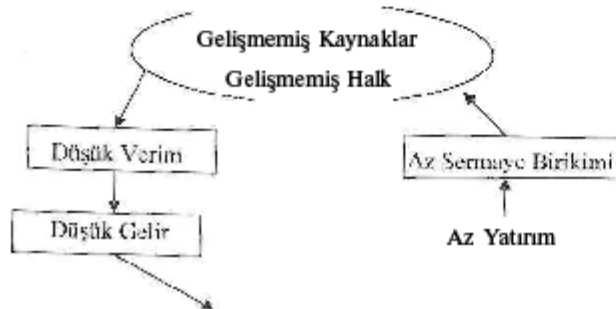 Gelişmemiş Kaynaklar
Gelişmemiş Halk
Düşük Verim
Az Sermaye Birikimi
Düşük Gelir
Az Yatırım